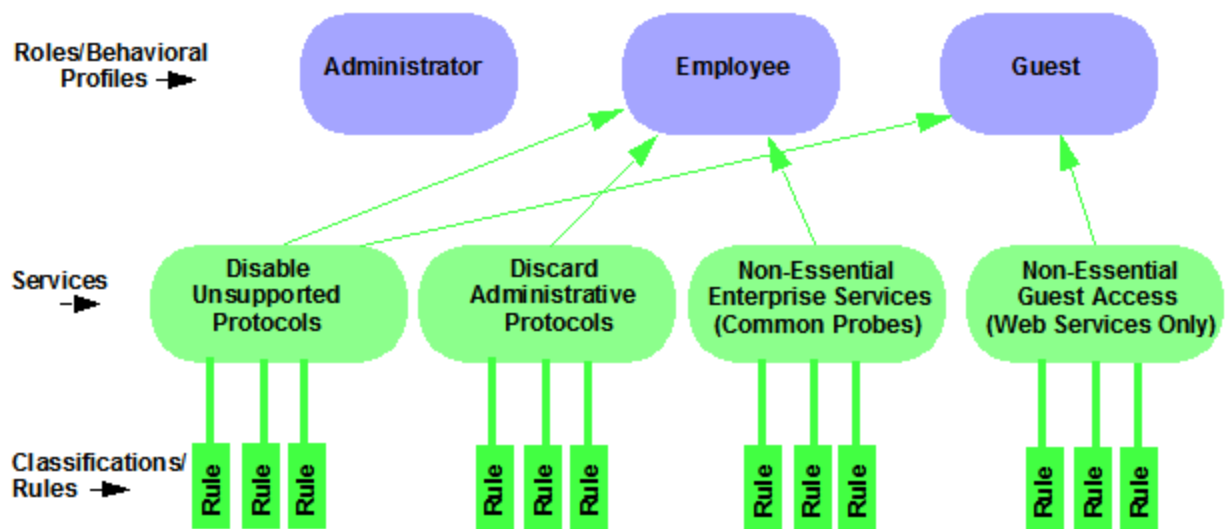 Roles/Behavioral
Profiles
Administrator
Employee
Guest
Services
Disable
Unsupported
Protocols
Discard
Administrative
Protocols
Non-Essential
Enterprise Services
(Common Probes)
Non-Essential
Guest Access
(Web Services Only)
Classifications/
Rules
Rule
Rule
Rule
Rule
Rule
Rule
Rule
Rule
Rule
Rule
Rule
Rule